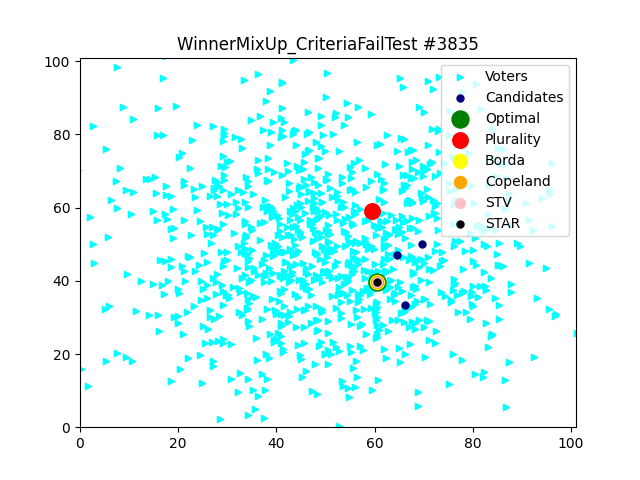 WinnerMixUp_CriteriaFailTest #3835
Voters
Candidates
Optimal
Plurality
Borda
Copeland
STV
STAR
100
80
60
40
20
0
0 20 40 60 80 100